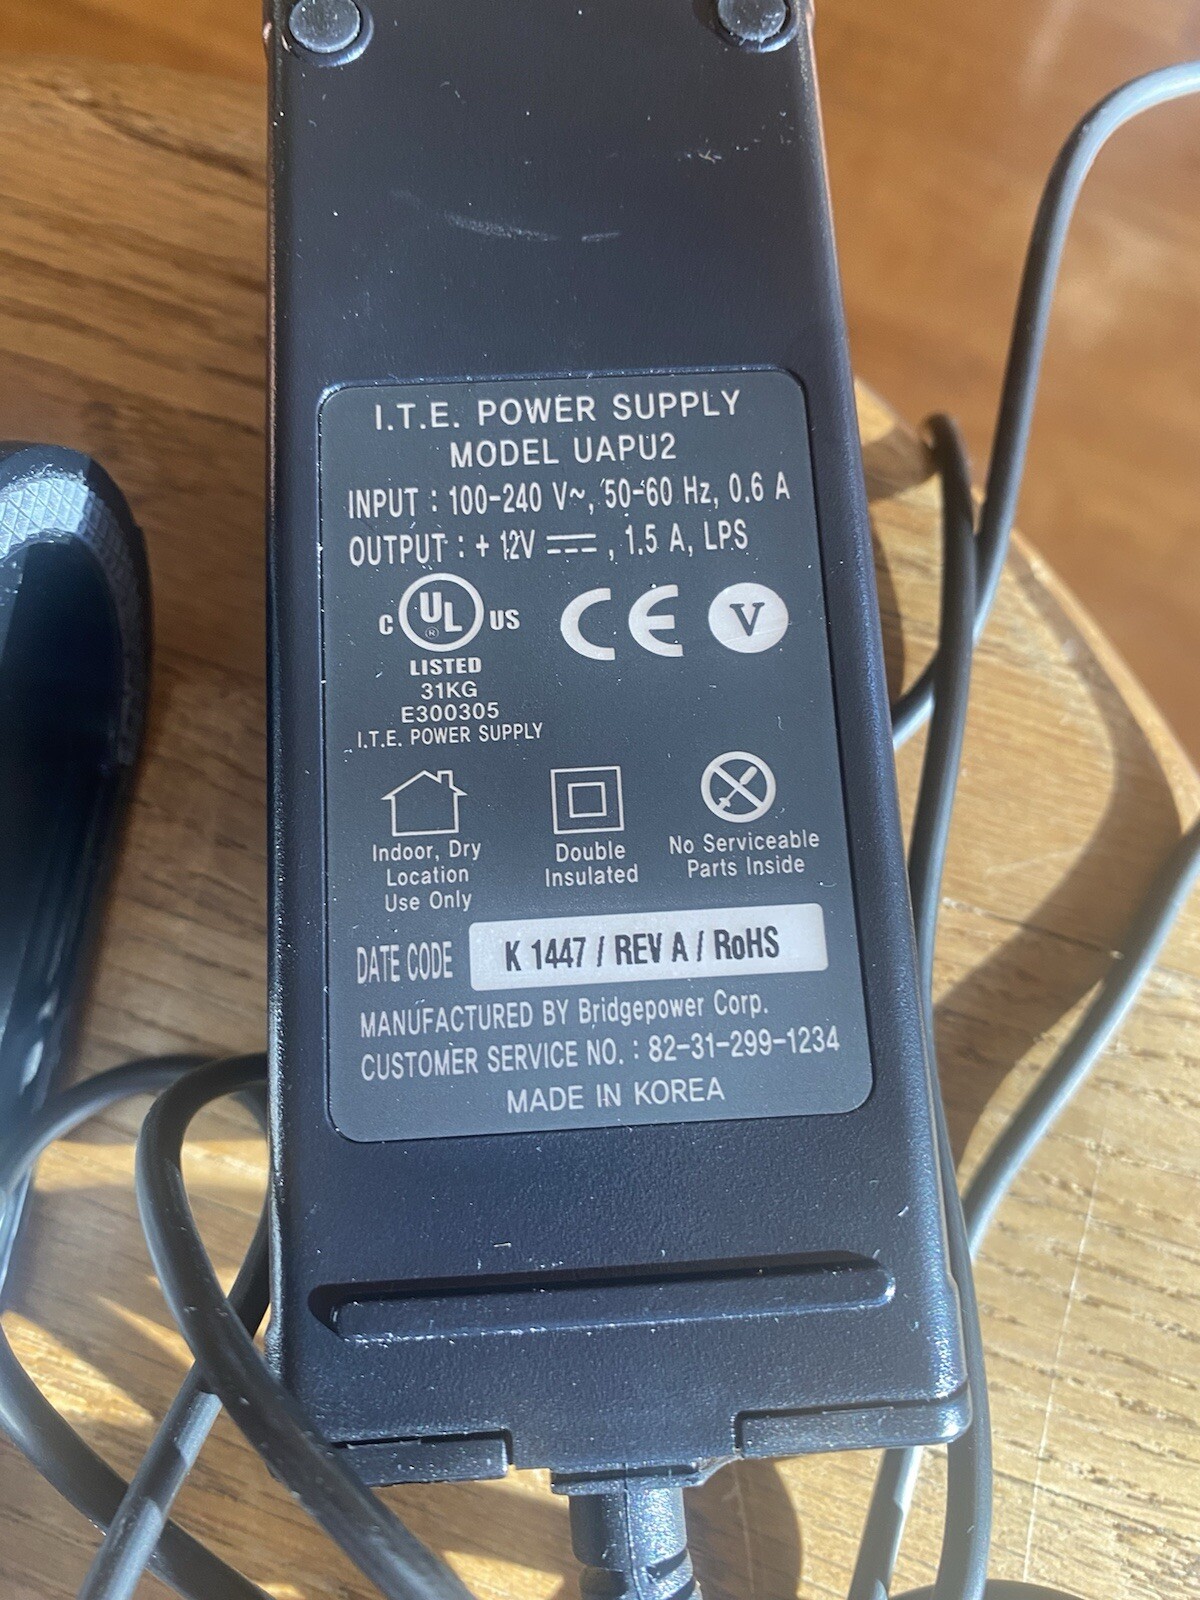 I.T.E. POWER SUPPLY
MODEL UAPU2
INPUT : 100-240 V~, 50-60 Hz, 0.6 A
OUTPUT : + 12V ⎓ , 1.5 A, LPS
C UL ® US
CE
V
LISTED
31KG
E300305
I.T.E. POWER SUPPLY
Indoor, Dry
Location
Use Only
Double
Insulated
No Serviceable
Parts Inside
DATE CODE K 1447 / REV A / RoHS
MANUFACTURED BY Bridgepower Corp.
CUSTOMER SERVICE NO. : 82-31-299-1234
MADE IN KOREA